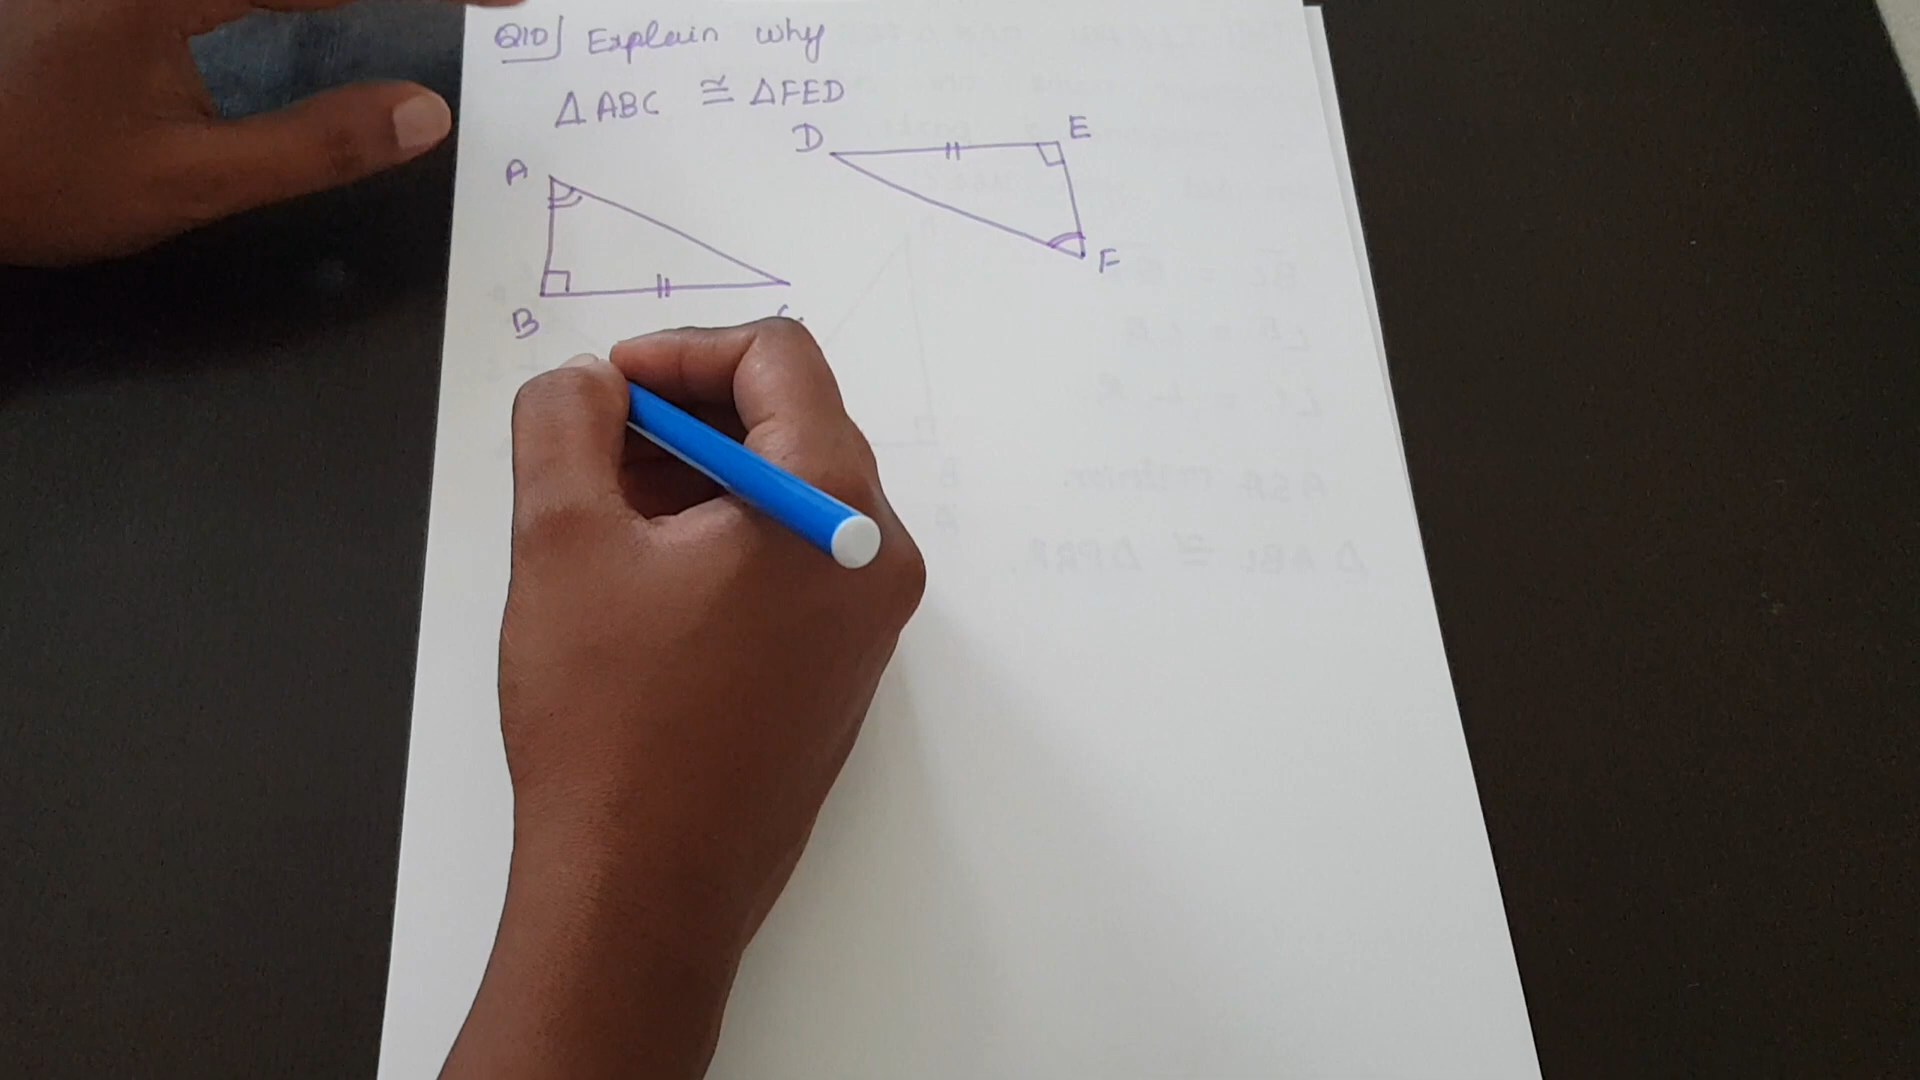 Q10] Explain why
△ABC ≅ △FED
D E
A
F
B C